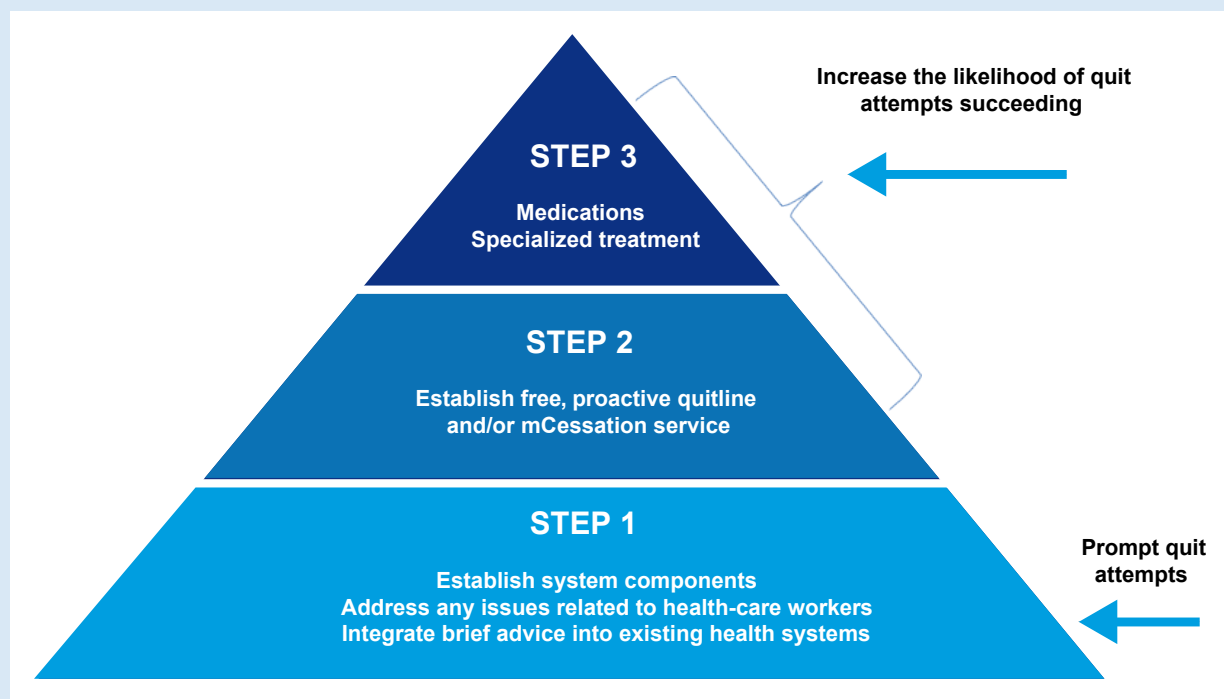 Increase the likelihood of quit
attempts succeeding
STEP 3
Medications
Specialized treatment
STEP 2
Establish free, proactive quitline
and/or mCessation service
STEP 1
Establish system components
Address any issues related to health-care workers
Integrate brief advice into existing health systems
Prompt quit
attempts